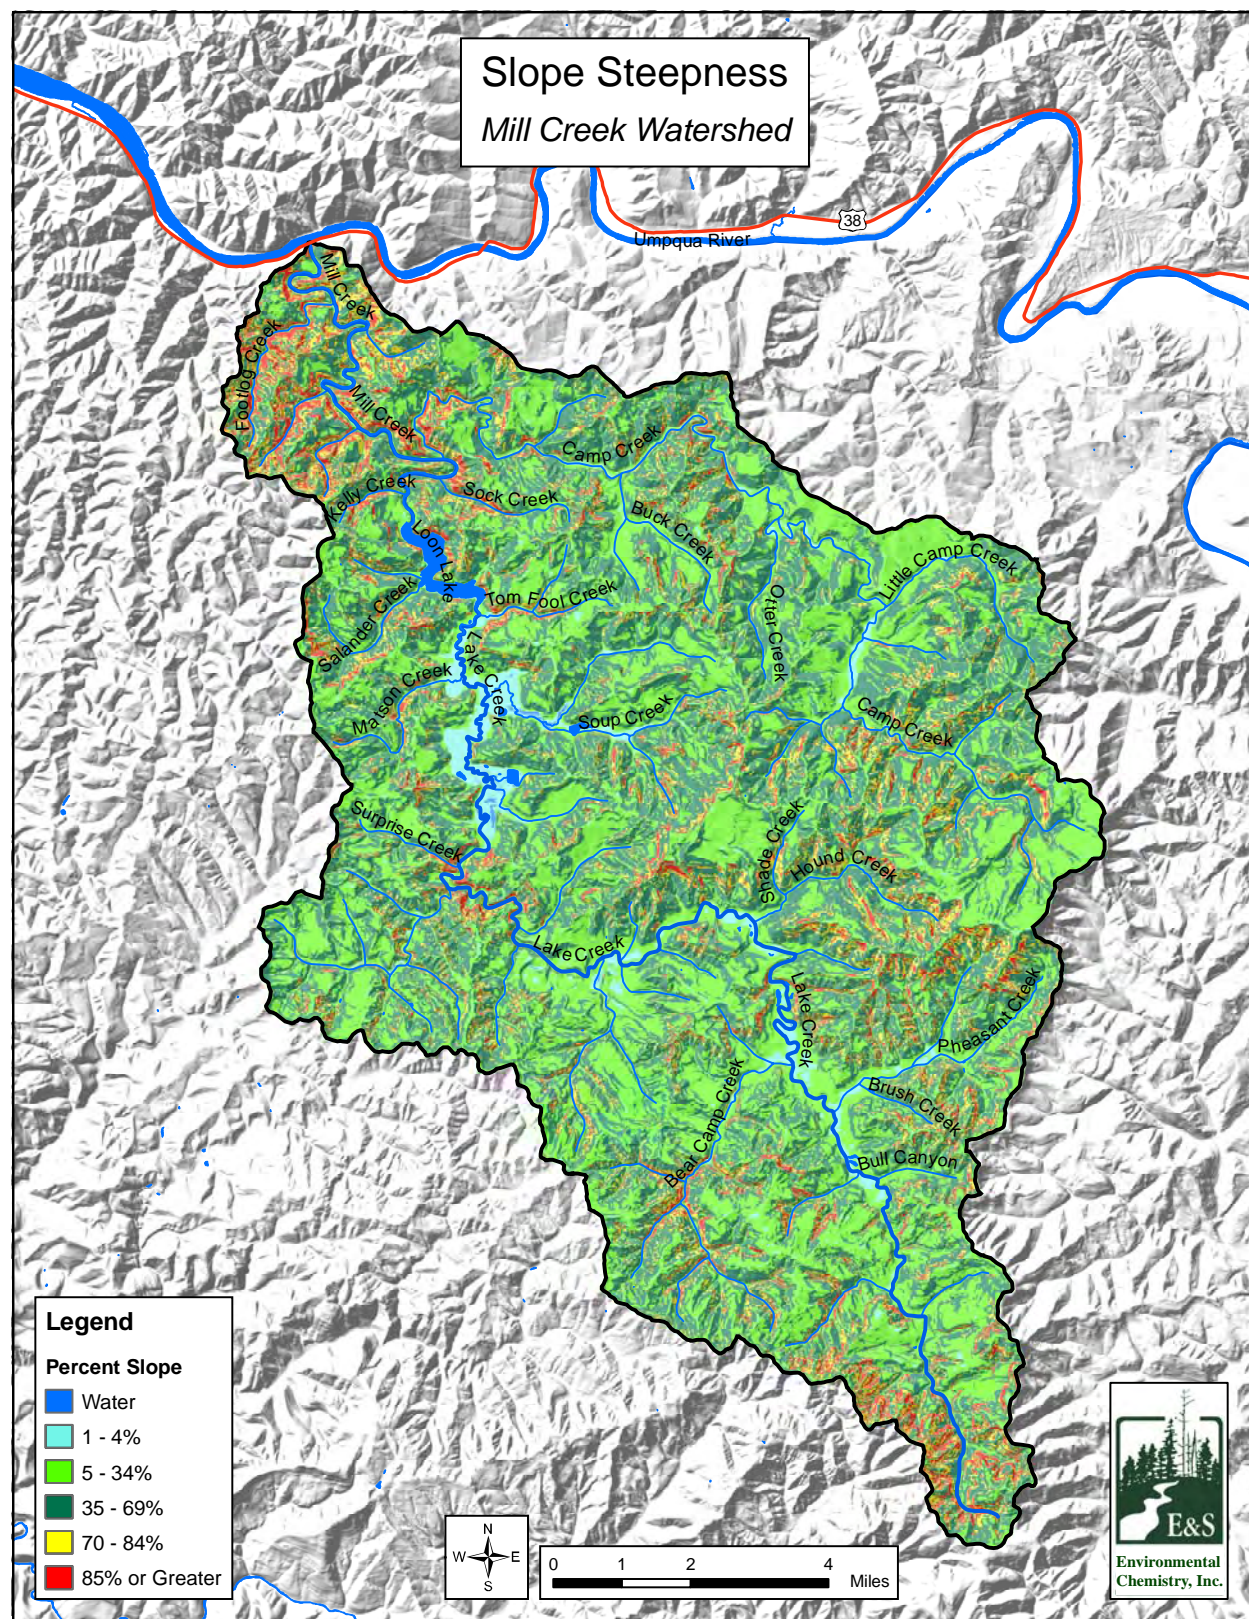 Slope Steepness
Mill Creek Watershed
38
Umpqua River
Mill Creek
Footlog Creek
Mill Creek
Camp Creek
Kelly Creek
Sock Creek
Buck Creek
Loon Lake
Little Camp Creek
Tom Fool Creek
Otter Creek
Salander Creek
Lake Creek
Matson Creek
Soup Creek
Camp Creek
Surprise Creek
Shade Creek
Hound Creek
Lake Creek
Lake Creek
Pheasant Creek
Brush Creek
Bear Camp Creek
Bull Canyon
Legend
Percent Slope
Water
1 - 4%
5 - 34%
35 - 69%
70 - 84%
85% or Greater
N
W E
S
0 1 2 4
Miles
E&S
Environmental
Chemistry, Inc.